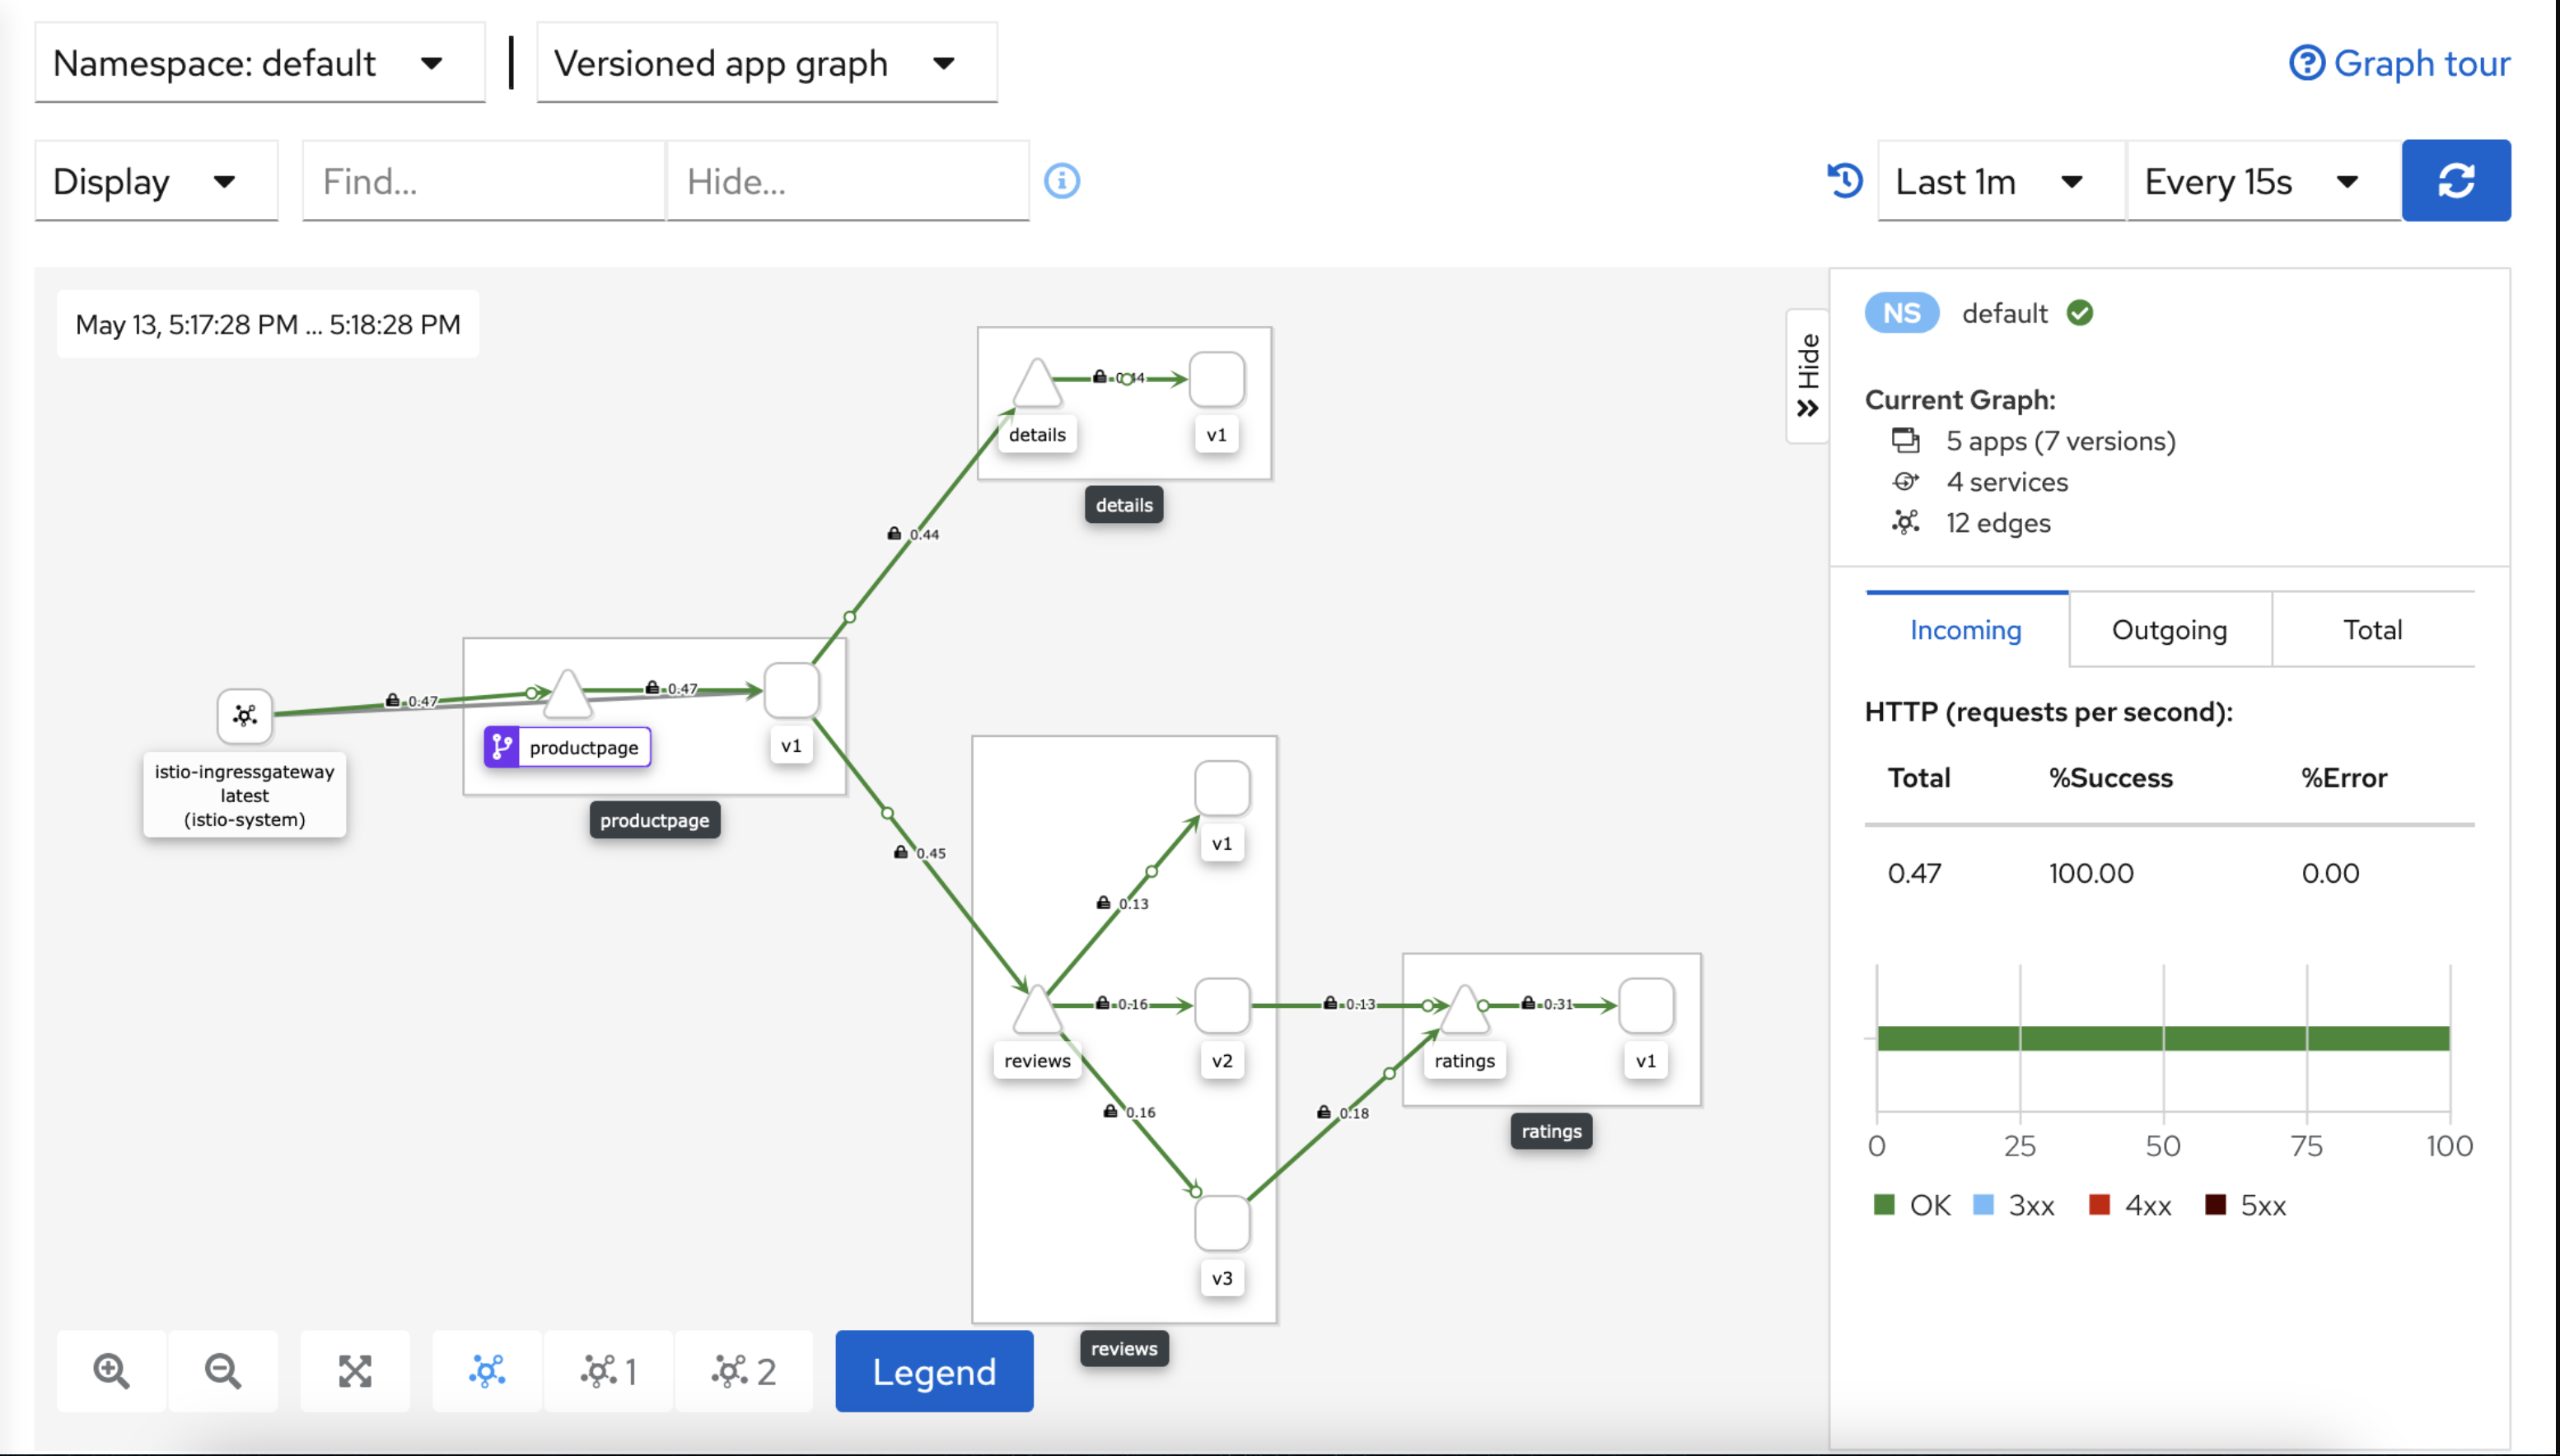 Namespace: default
Versioned app graph
Graph tour
Display
Find...
Hide...
Last 1m
Every 15s
May 13, 5:17:28 PM ... 5:18:28 PM
Hide
details
v1
0.44
details
0.44
0.47
0.47
productpage
v1
productpage
istio-ingressgateway
latest
(istio-system)
0.45
v1
0.13
0.16
0.13
0.31
reviews
v2
ratings
v1
0.16
0.18
ratings
v3
reviews
1
2
Legend
NS default
Current Graph:
5 apps (7 versions)
4 services
12 edges
Incoming
Outgoing
Total
HTTP (requests per second):
Total %Success %Error
0.47 100.00 0.00
0 25 50 75 100
OK 3xx 4xx 5xx